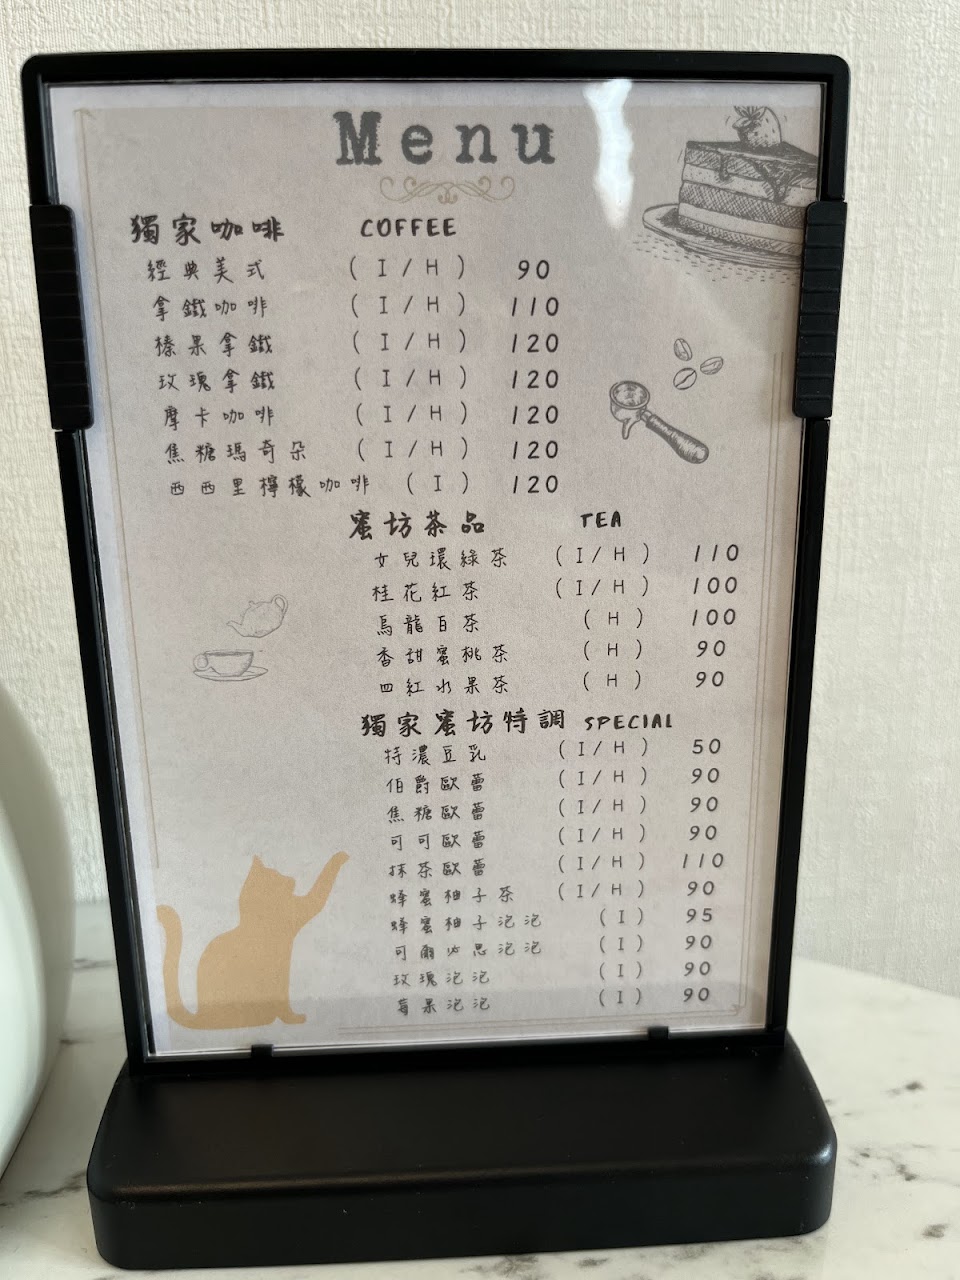 Menu
獨家咖啡 COFFEE
經典美式 (I/H) 90
拿鐵咖啡 (I/H) 110
榛果拿鐵 (I/H) 120
玫瑰拿鐵 (I/H) 120
摩卡咖啡 (I/H) 120
焦糖瑪奇朵 (I/H) 120
西西里檸檬咖啡 (I) 120
蜜坊茶品 TEA
女兒環綠茶 (I/H) 110
桂花紅茶 (I/H) 100
烏龍百茶 (H) 100
香甜蜜桃茶 (H) 90
四紅水果茶 (H) 90
獨家蜜坊特調 SPECIAL
特濃豆乳 (I/H) 50
伯爵歐蕾 (I/H) 90
焦糖歐蕾 (I/H) 90
可可歐蕾 (I/H) 90
抹茶歐蕾 (I/H) 110
蜂蜜柚子茶 (I/H) 90
蜂蜜柚子泡泡 (I) 95
可爾必思泡泡 (I) 90
玫瑰泡泡 (I) 90
莓果泡泡 (I) 90